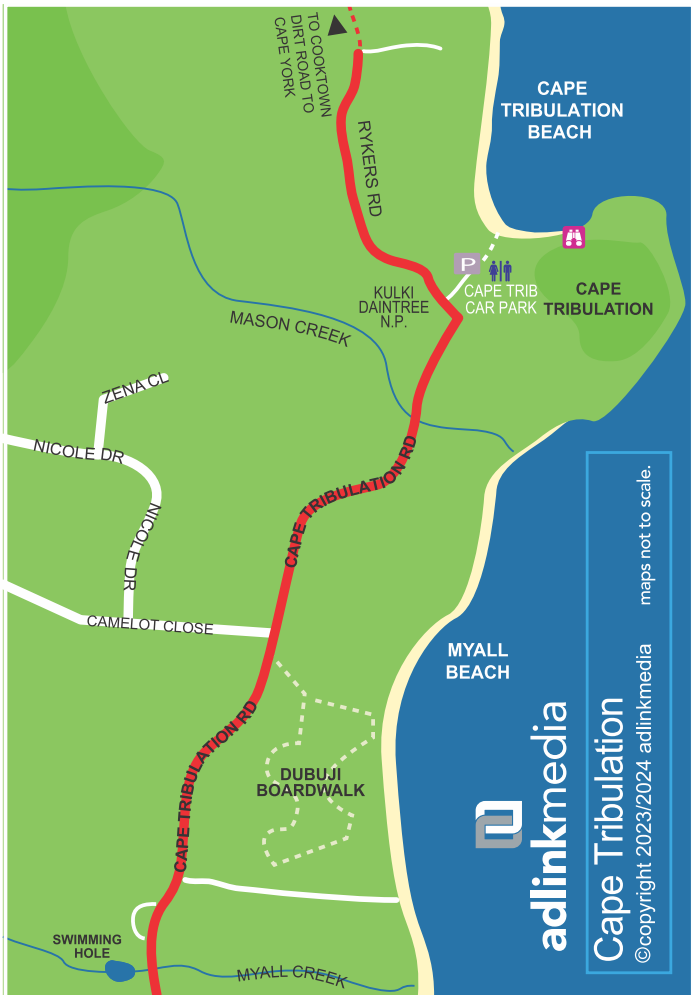 TO COOKTOWN
DIRT ROAD TO
CAPE YORK
RYKERS RD
CAPE
TRIBULATION
BEACH
P
KULKI
DAINTREE
N.P.
CAPE TRIB
CAR PARK
CAPE
TRIBULATION
MASON CREEK
ZENA CL
NICOLE DR
NICOLE DR
CAPE TRIBULATION RD
CAMELOT CLOSE
MYALL
BEACH
CAPE TRIBULATION RD
DUBUJI
BOARDWALK
SWIMMING
HOLE
MYALL CREEK
adlinkmedia
Cape Tribulation
©copyright 2023/2024 adlinkmedia maps not to scale.